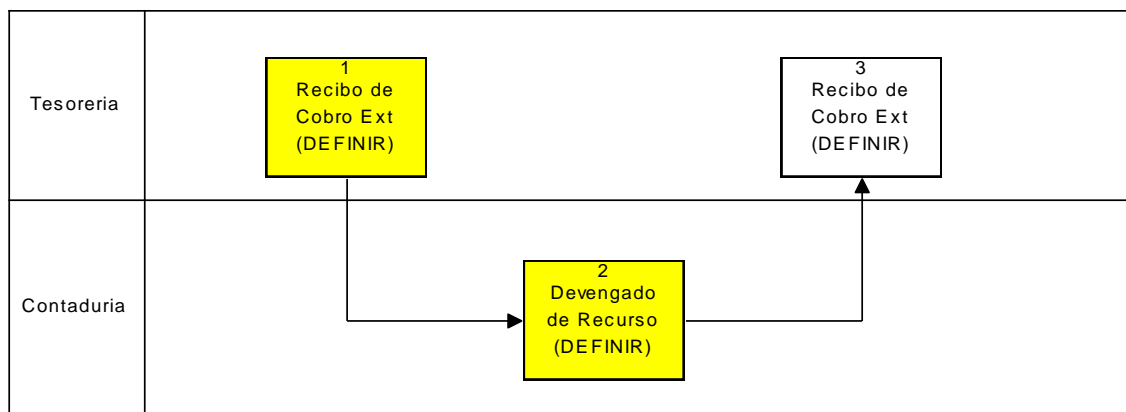 Tesoreria
1
Recibo de
Cobro Ext
(DEFINIR)
3
Recibo de
Cobro Ext
(DEFINIR)
Contaduria
2
Devengado
de Recurso
(DEFINIR)